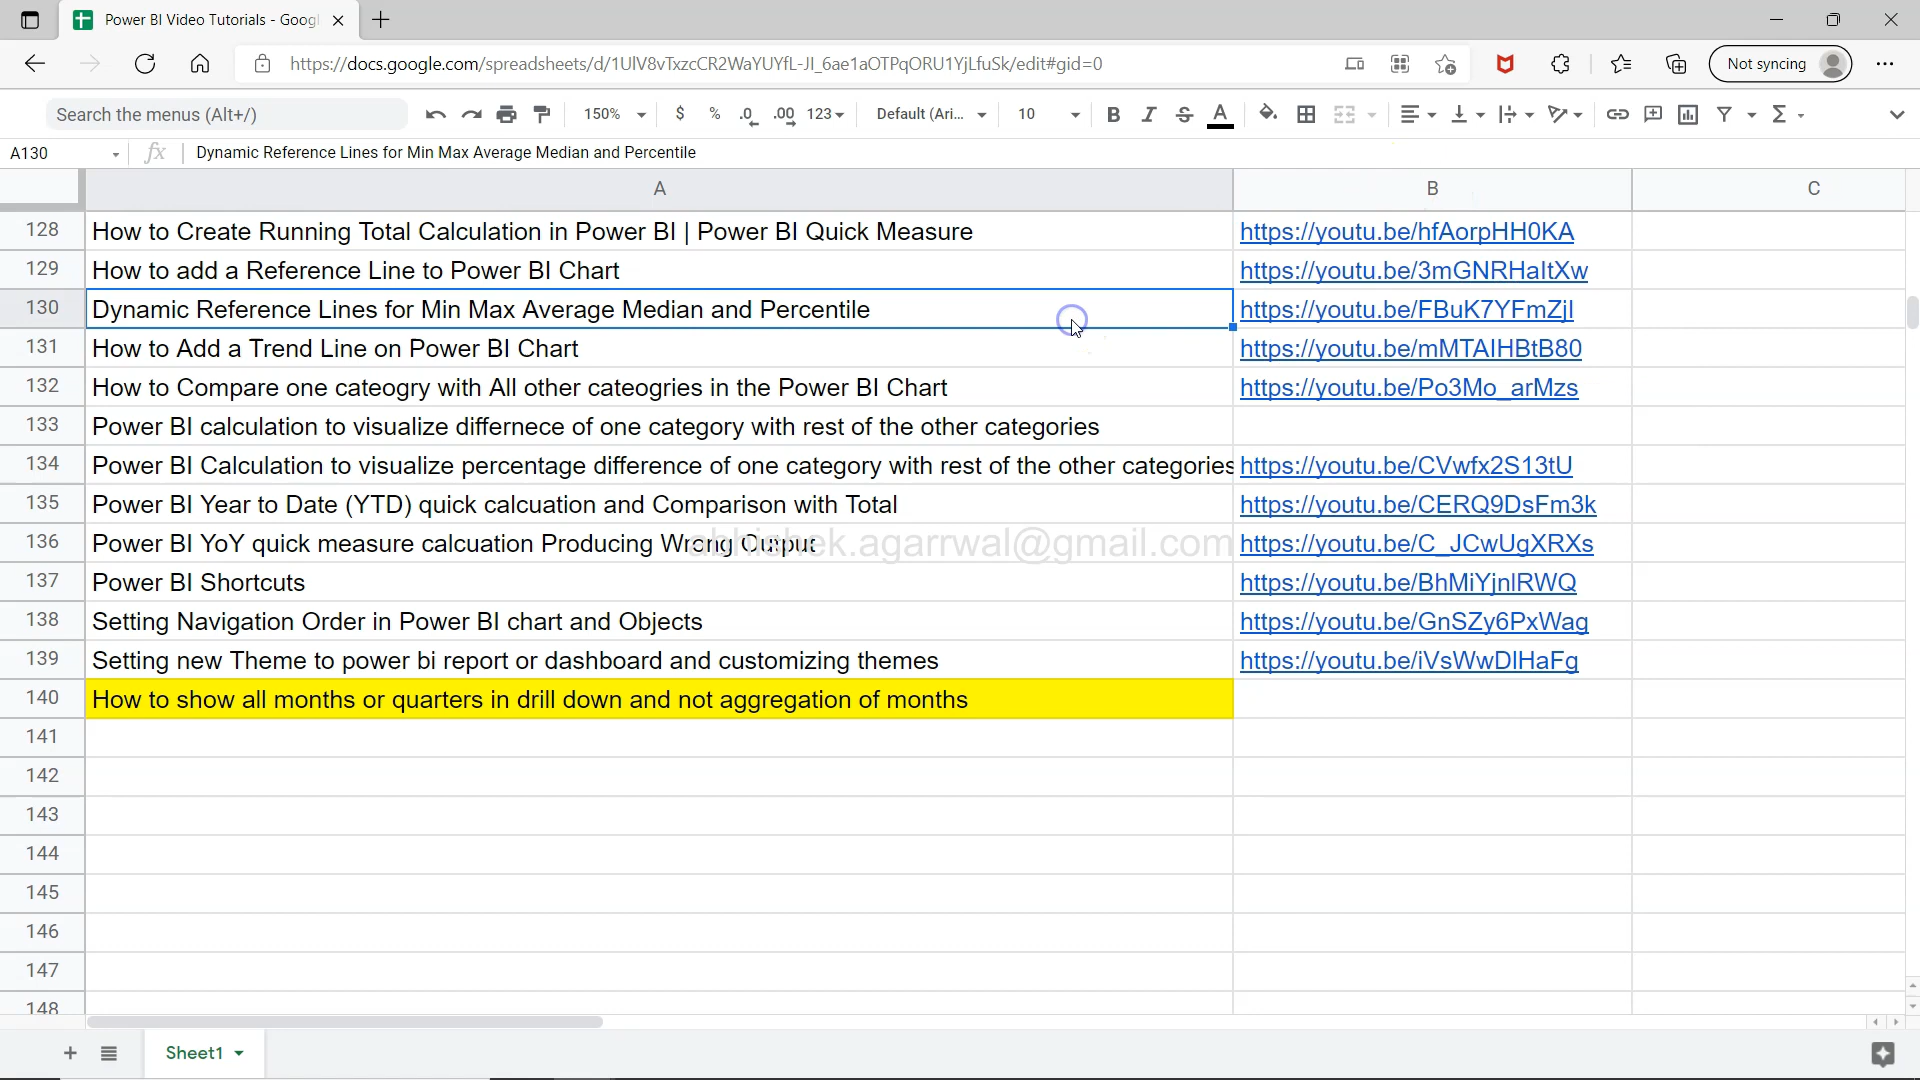 Power BI Video Tutorials - Googl
https://docs.google.com/spreadsheets/d/1UlV8vTxzcCR2WaYUYfL-JI_6ae1aOTPqORU1YjLfuSk/edit#gid=0
Not syncing
Search the menus (Alt+/)
150%
$ % .0 .00 123
Default (Ari...
10
B I S A
A130
fx
Dynamic Reference Lines for Min Max Average Median and Percentile
A B C
128 How to Create Running Total Calculation in Power BI | Power BI Quick Measure https://youtu.be/hfAorpHH0KA
129 How to add a Reference Line to Power BI Chart https://youtu.be/3mGNRHaItXw
130 Dynamic Reference Lines for Min Max Average Median and Percentile https://youtu.be/FBuK7YFmZjI
131 How to Add a Trend Line on Power BI Chart https://youtu.be/mMTAIHBtB80
132 How to Compare one cateogry with All other cateogries in the Power BI Chart https://youtu.be/Po3Mo_arMzs
133 Power BI calculation to visualize differnece of one category with rest of the other categories
134 Power BI Calculation to visualize percentage difference of one category with rest of the other categories https://youtu.be/CVwfx2S13tU
135 Power BI Year to Date (YTD) quick calcuation and Comparison with Total https://youtu.be/CERQ9DsFm3k
136 Power BI YoY quick measure calcuation Producing Wrong Output https://youtu.be/C_JCwUgXRXs
abhishek.agarrwal@gmail.com
137 Power BI Shortcuts https://youtu.be/BhMiYjnlRWQ
138 Setting Navigation Order in Power BI chart and Objects https://youtu.be/GnSZy6PxWag
139 Setting new Theme to power bi report or dashboard and customizing themes https://youtu.be/iVsWwDlHaFg
140 How to show all months or quarters in drill down and not aggregation of months
141
142
143
144
145
146
147
148
Sheet1